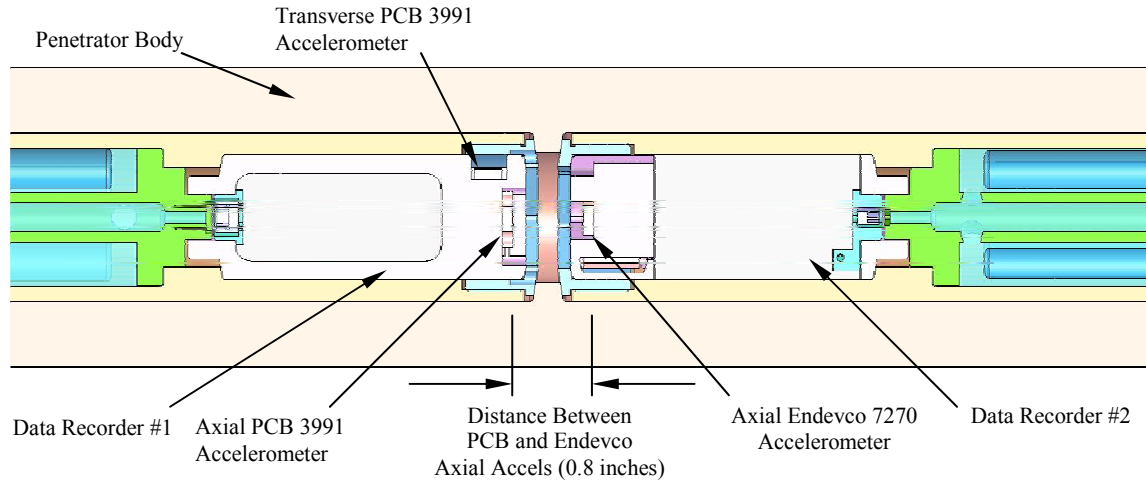 Transverse PCB 3991
Accelerometer
Penetrator Body
Data Recorder #1
Axial PCB 3991
Accelerometer
Distance Between
PCB and Endevco
Axial Accels (0.8 inches)
Axial Endevco 7270
Accelerometer
Data Recorder #2